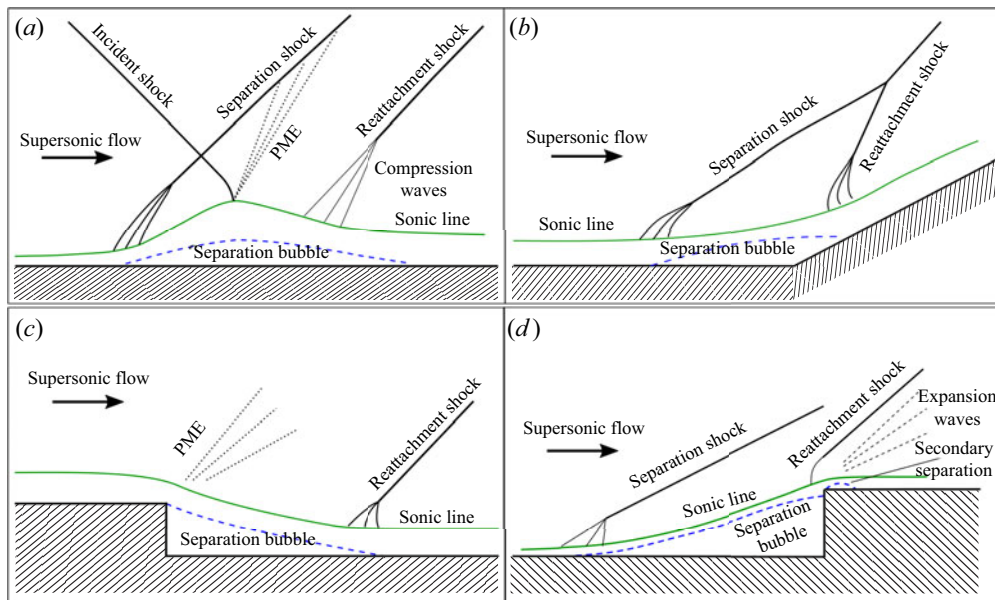 (a)
Incident shock
Separation shock
Reattachment shock
Supersonic flow
PME
Compression
waves
Sonic line
Separation bubble
(b)
Supersonic flow
Separation shock
Reattachment shock
Sonic line
Separation bubble
(c)
Supersonic flow
PME
Reattachment shock
Sonic line
Separation bubble
(d)
Supersonic flow
Separation shock
Reattachment shock
Expansion
waves
Secondary
separation
Sonic line
Separation
bubble